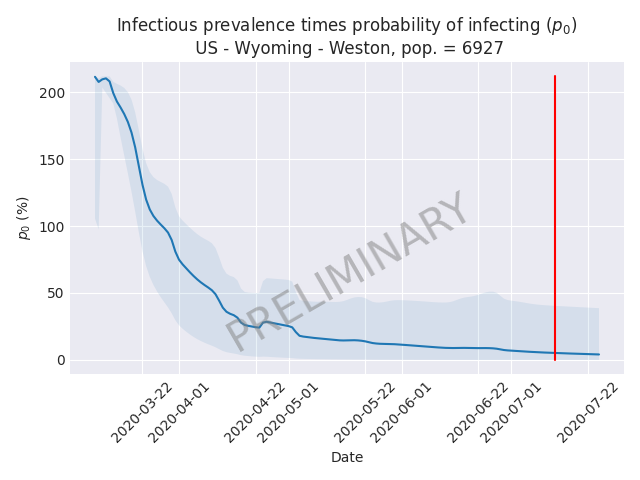 Infectious prevalence times probability of infecting (p₀)
US - Wyoming - Weston, pop. = 6927
200
150
100
50
0
p₀ (%)
PRELIMINARY
2020-03-22
2020-04-01
2020-04-22
2020-05-01
2020-05-22
2020-06-01
2020-06-22
2020-07-01
2020-07-22
Date